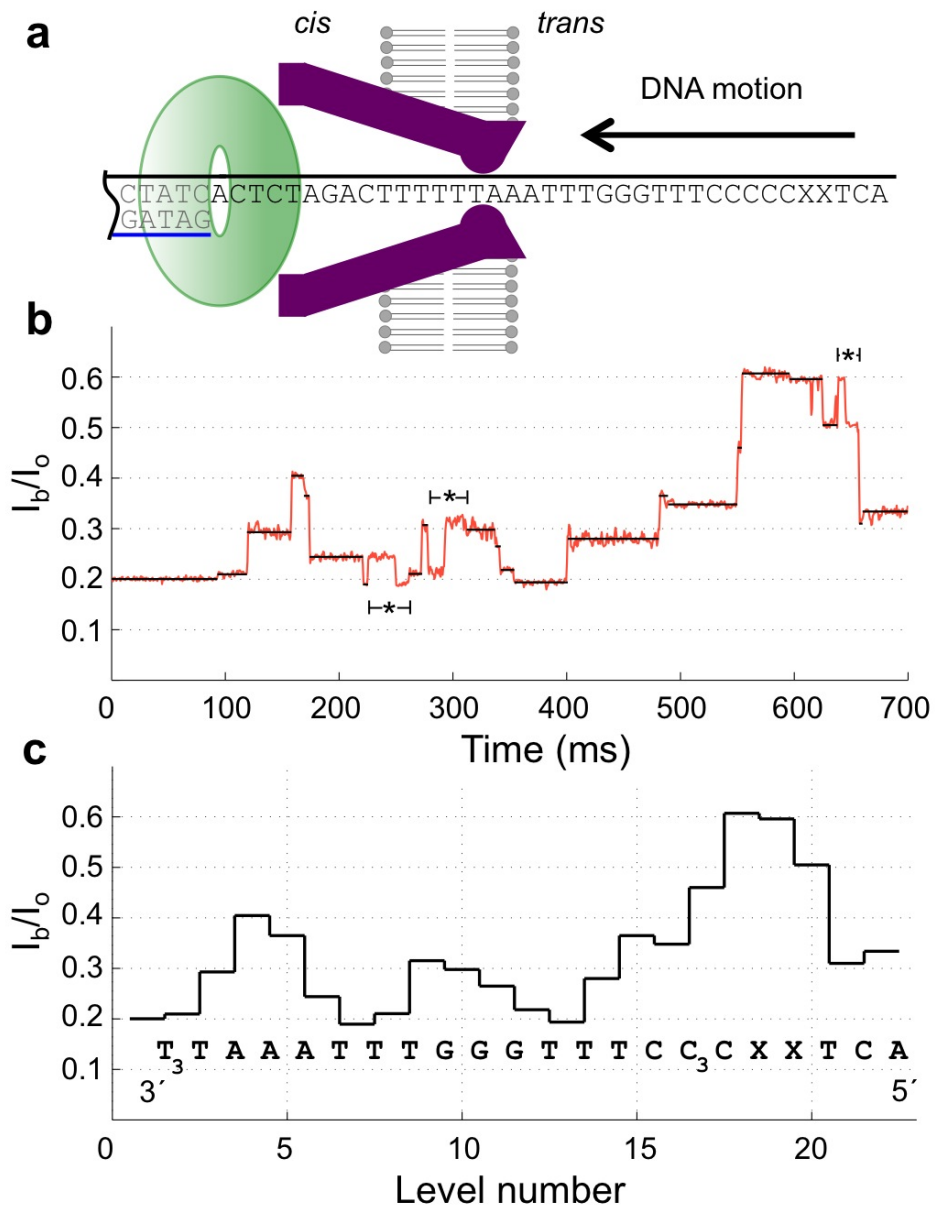 a
cis
trans
DNA motion
CTATCACTCTAGACTTTTTTAAATTTGGGTTTCCCCCXXTCA
GATAG
b
0.6
0.5
0.4
0.3
0.2
0.1
Ib/Io
*
*
*
0 100 200 300 400 500 600 700
Time (ms)
c
0.6
0.5
0.4
0.3
0.2
0.1
Ib/Io
T3TAAATTTGGGTTTCC3CXXTCA
3´ 5´
0 5 10 15 20
Level number